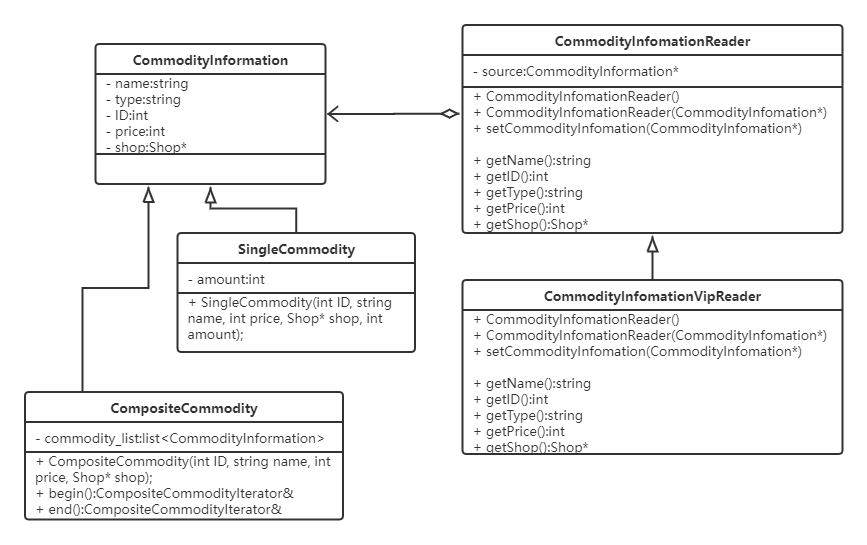 CommodityInformation
- name:string
- type:string
- ID:int
- price:int
- shop:Shop*
CommodityInfomationReader
- source:CommodityInformation*
+ CommodityInfomationReader()
+ CommodityInfomationReader(CommodityInfomation*)
+ setCommodityInfomation(CommodityInfomation*)
+ getName():string
+ getID():int
+ getType():string
+ getPrice():int
+ getShop():Shop*
SingleCommodity
- amount:int
+ SingleCommodity(int ID, string
name, int price, Shop* shop, int
amount);
CommodityInfomationVipReader
+ CommodityInfomationReader()
+ CommodityInfomationReader(CommodityInfomation*)
+ setCommodityInfomation(CommodityInfomation*)
+ getName():string
+ getID():int
+ getType():string
+ getPrice():int
+ getShop():Shop*
CompositeCommodity
- commodity_list:list<CommodityInformation>
+ CompositeCommodity(int ID, string name, int
price, Shop* shop);
+ begin():CompositeCommodityIterator&
+ end():CompositeCommodityIterator&